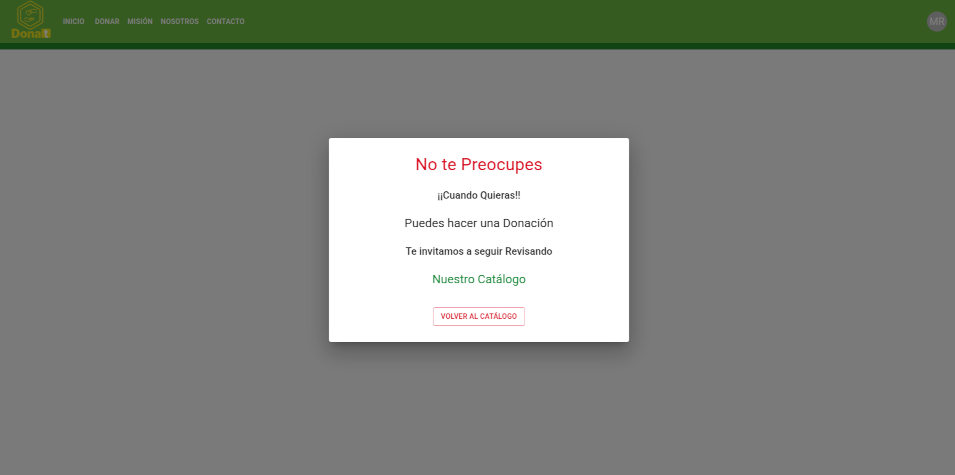 Donat
INICIO DONAR MISIÓN NOSOTROS CONTACTO
MR
No te Preocupes
¡¡Cuando Quieras!!
Puedes hacer una Donación
Te invitamos a seguir Revisando
Nuestro Catálogo
VOLVER AL CATÁLOGO